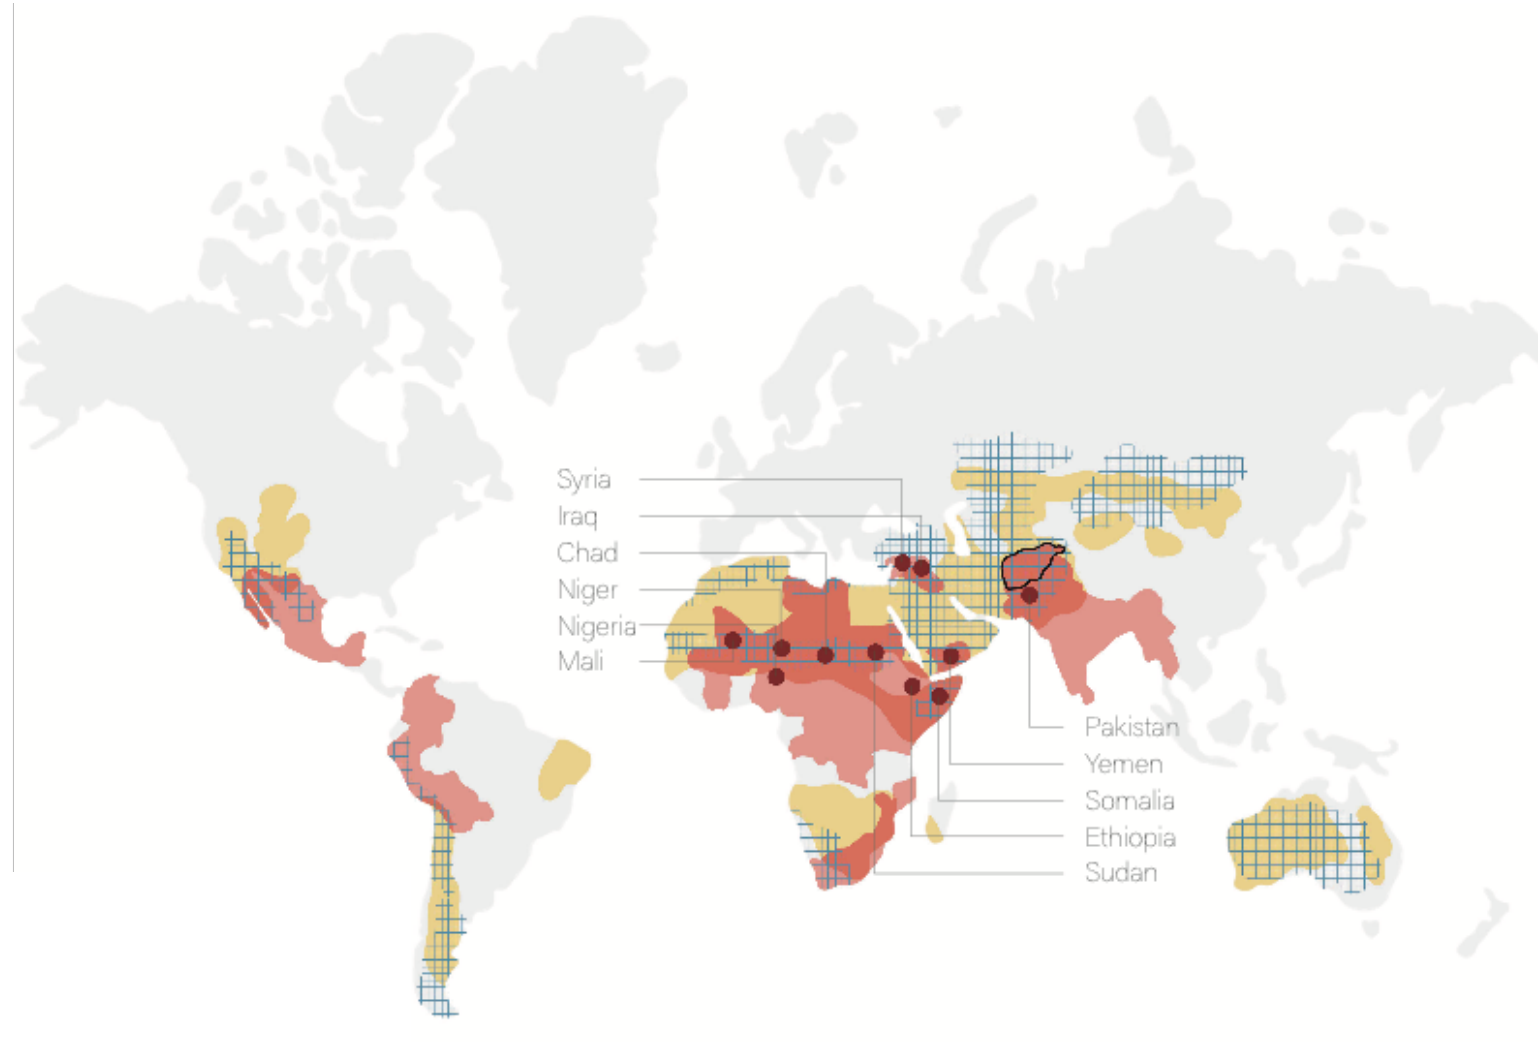 Syria
Iraq
Chad
Niger
Nigeria
Mali
Pakistan
Yemen
Somalia
Ethiopia
Sudan